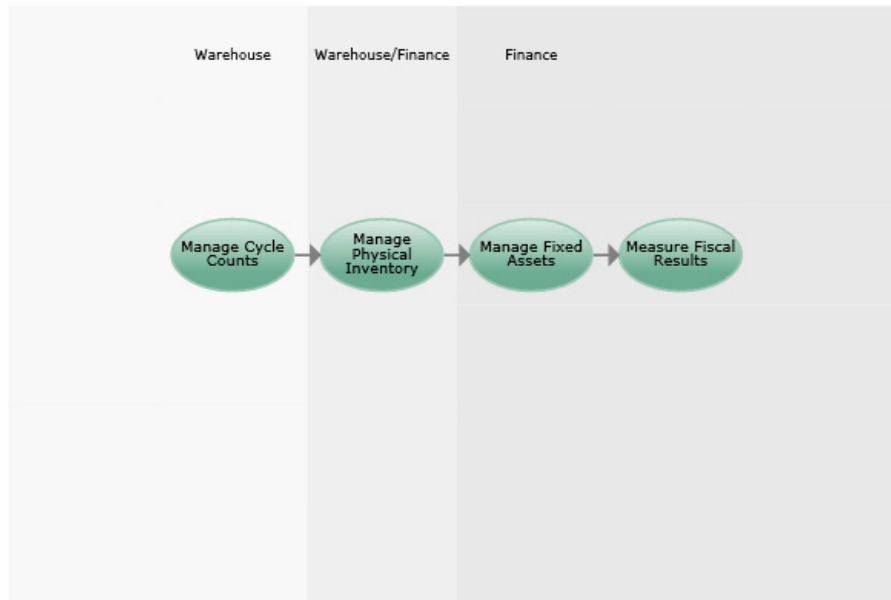 Warehouse
Warehouse/Finance
Finance
Manage Cycle
Counts
Manage
Physical
Inventory
Manage Fixed
Assets
Measure Fiscal
Results